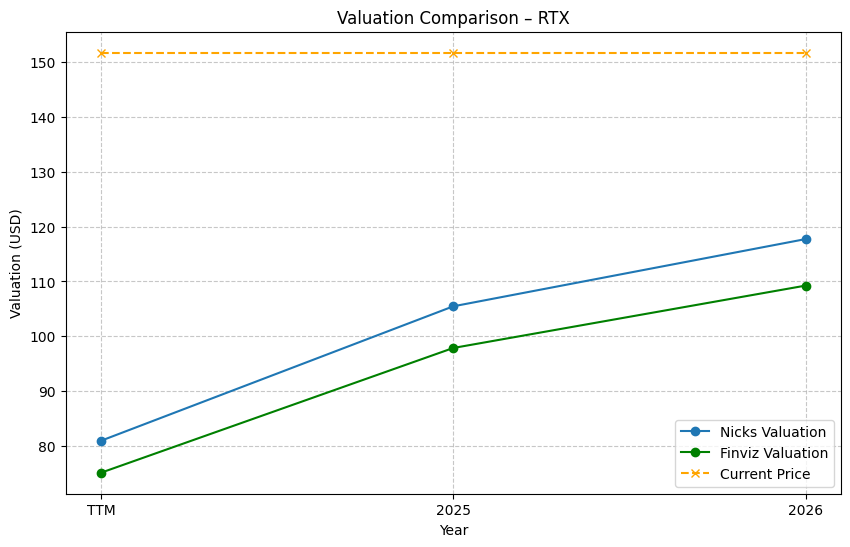 Valuation Comparison – RTX
Valuation (USD)
150
140
130
120
110
100
90
80
TTM
2025
2026
Year
Nicks Valuation
Finviz Valuation
Current Price